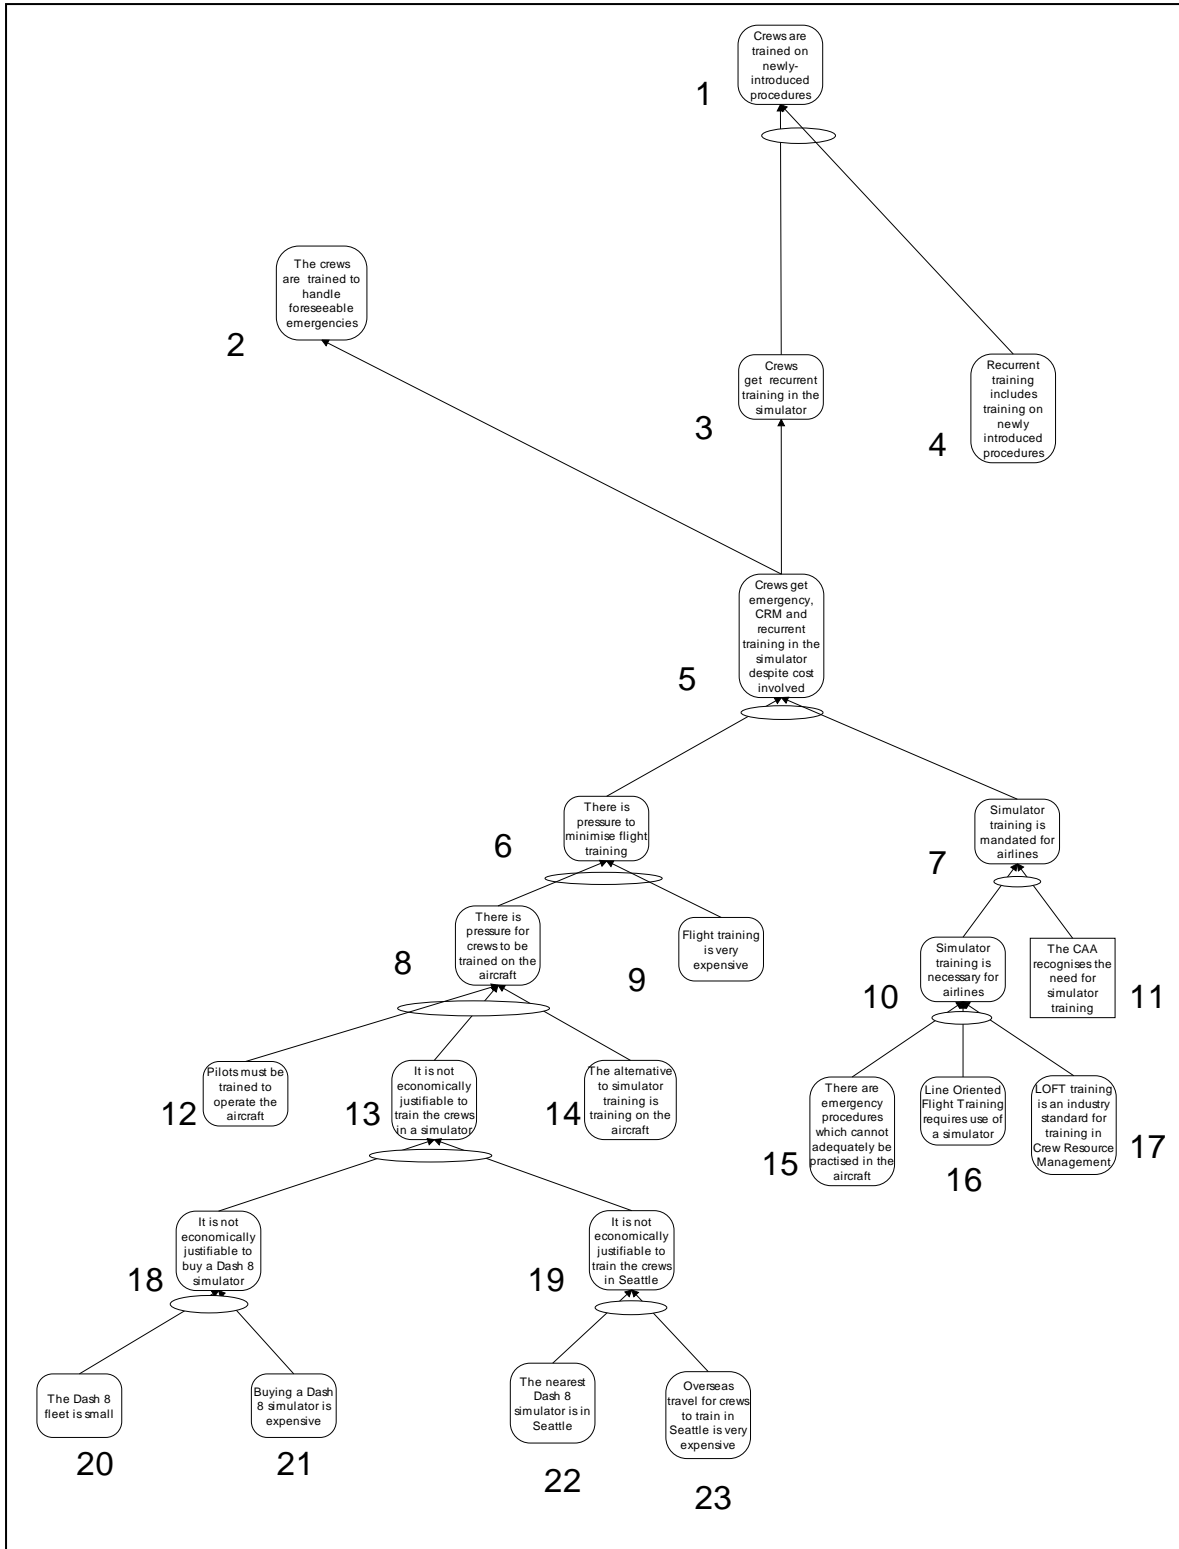 Crews are
trained on
newly-
introduced
procedures
1
The crews
are trained to
handle
foreseeable
emergencies
2
Crews
get recurrent
training in the
simulator
3
Recurrent
training
includes
training on
newly
introduced
procedures
4
Crews get
emergency,
CRM and
recurrent
training in the
simulator
despite cost
involved
5
There is
pressure to
minimise flight
training
6
Simulator
training is
mandated for
airlines
7
There is
pressure for
crews to be
trained on the
aircraft
8
Flight training
is very
expensive
9
Simulator
training is
necessary for
airlines
10
The CAA
recognises the
need for
simulator
training
11
Pilots must be
trained to
operate the
aircraft
12
It is not
economically
justifiable to
train the crews
in a simulator
13
The alternative
to simulator
training is
training on the
aircraft
14
There are
emergency
procedures
which cannot
adequately be
practised in the
aircraft
15
Line Oriented
Flight Training
requires use of
a simulator
16
LOFT training
is an industry
standard for
training in
Crew Resource
Management
17
It is not
economically
justifiable to
buy a Dash 8
simulator
18
It is not
economically
justifiable to
train the crews
in Seattle
19
The Dash 8
fleet is small
20
Buying a Dash
8 simulator is
expensive
21
The nearest
Dash 8
simulator is in
Seattle
22
Overseas
travel for crews
to train in
Seattle is very
expensive
23